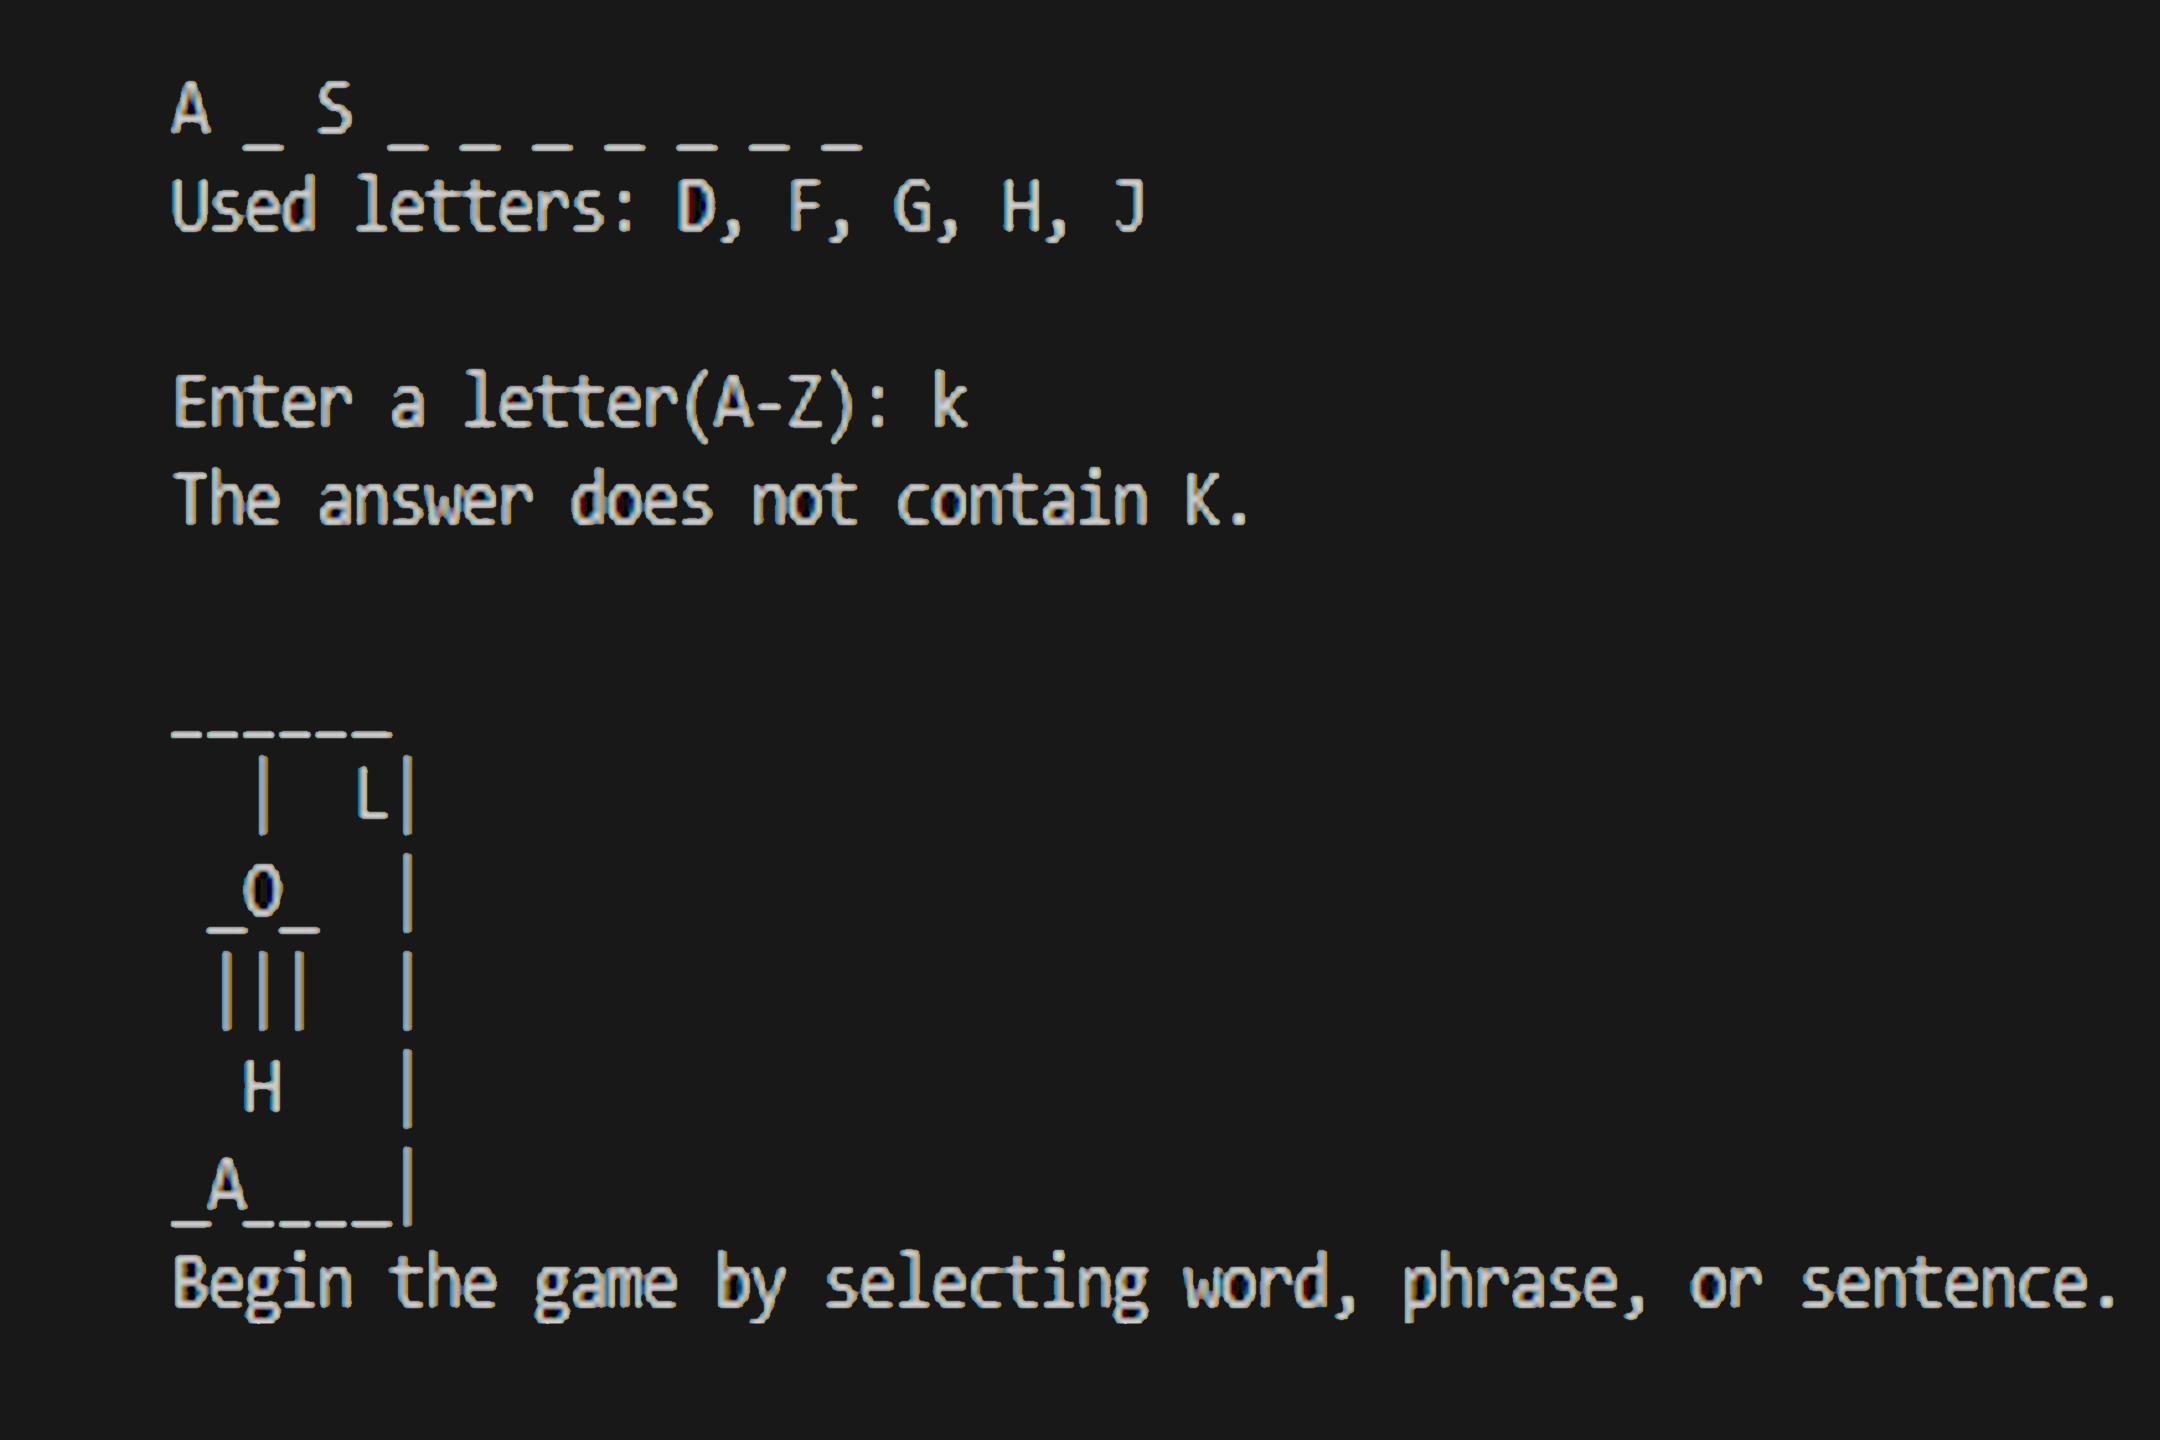 A _ S _ _ _ _ _ _ _
Used letters: D, F, G, H, J
Enter a letter(A-Z): k
The answer does not contain K.
______
  |  L|
 _O_  |
 |||  |
  H   |
_A____|
Begin the game by selecting word, phrase, or sentence.